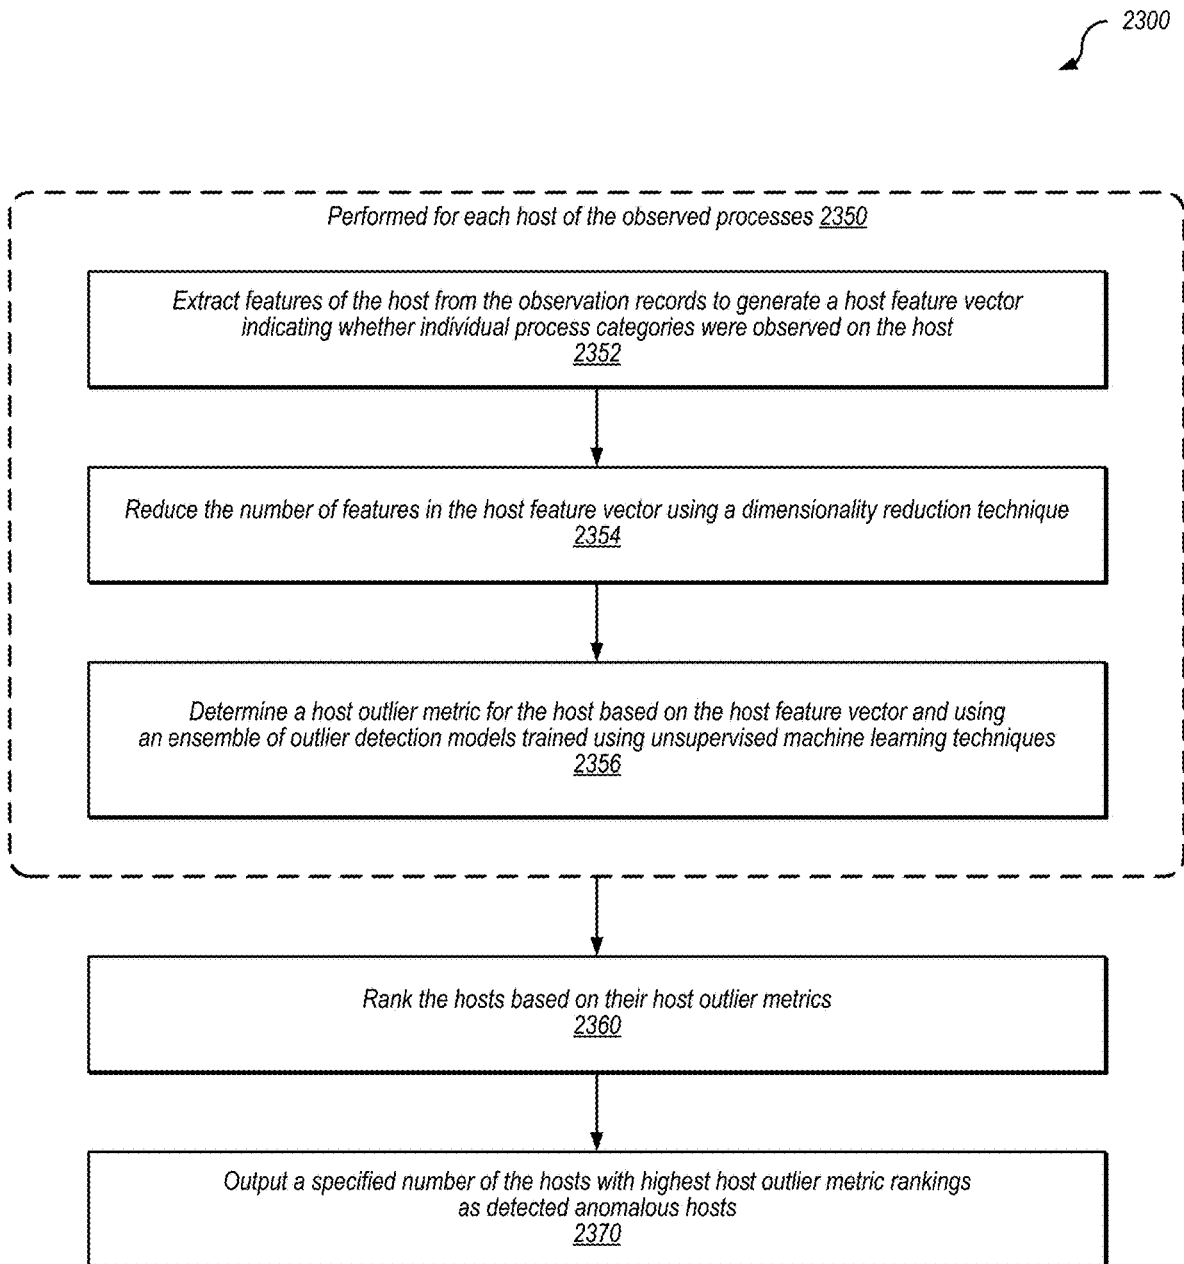 2300
Performed for each host of the observed processes 2350
Extract features of the host from the observation records to generate a host feature vector
indicating whether individual process categories were observed on the host
2352
Reduce the number of features in the host feature vector using a dimensionality reduction technique
2354
Determine a host outlier metric for the host based on the host feature vector and using
an ensemble of outlier detection models trained using unsupervised machine learning techniques
2356
Rank the hosts based on their host outlier metrics
2360
Output a specified number of the hosts with highest host outlier metric rankings
as detected anomalous hosts
2370